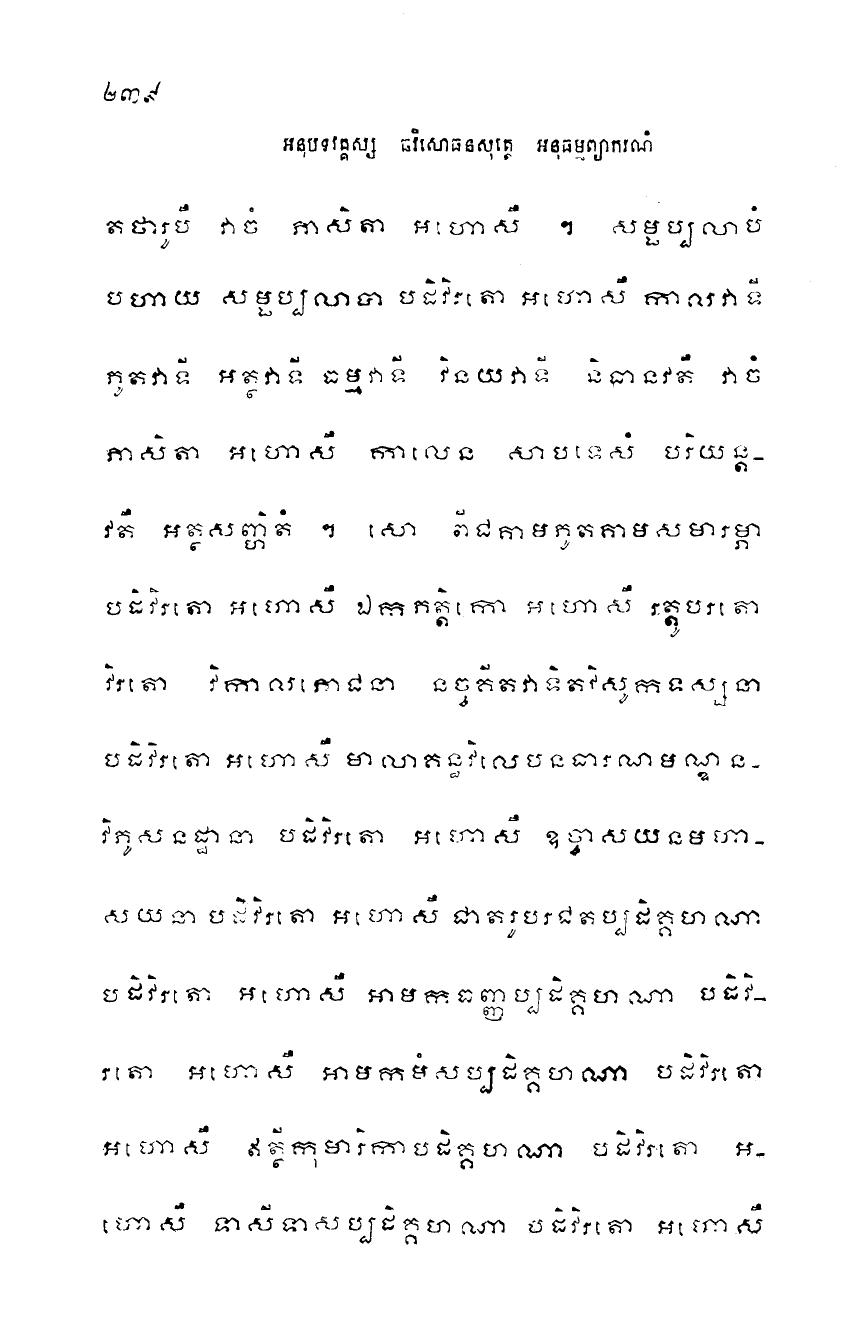 ២៣៩
អនុបទវគ្គស្ស ធវិសោធនសុត្តេ អនុធម្មព្យាករណំ
តថារូបឹ វាចំ ភាសិតា អហោសឹ ។ សម្ផប្បលាបំ
បហាយ សម្ផប្បលាបា បដិវិរតោ អហោសឹ កាលវាទី
ភូតវាទី អត្ថវាទី ធម្មវាទី វិនយវាទី និធានវតឹ វាចំ
ភាសិតា អហោសឹ កាលេន សាបទេសំ បរិយន្ត-
វតឹ អត្ថសញ្ហិតំ ។ សោ ពីជគាមភូតគាមសមារម្ភា
បដិវិរតោ អហោសឹ ឯកភត្តិកោ អហោសឹ រត្តូបរតោ
វិរតោ វិកាលភោជនា នច្ចគីតវាទិតវិសូកទស្សនា
បដិវិរតោ អហោសឹ មាលាគន្ធវិលេបនធារណមណ្ឌន-
វិភូសនដ្ឋានា បដិវិរតោ អហោសឹ ឧច្ចាសយនមហា-
សយនា បដិវិរតោ អហោសឹ ជាតរូបរជតប្បដិគ្គហណា
បដិវិរតោ អហោសឹ អាមកធញ្ញប្បដិគ្គហណា បដិវិ-
រតោ អហោសឹ អាមកមំសប្បដិគ្គហណា បដិវិរតោ
អហោសឹ ឥត្ថីកុមារិកាបដិគ្គហណា បដិវិរតោ អ-
ហោសឹ ទាសីទាសប្បដិគ្គហណា បដិវិរតោ អហោសឹ